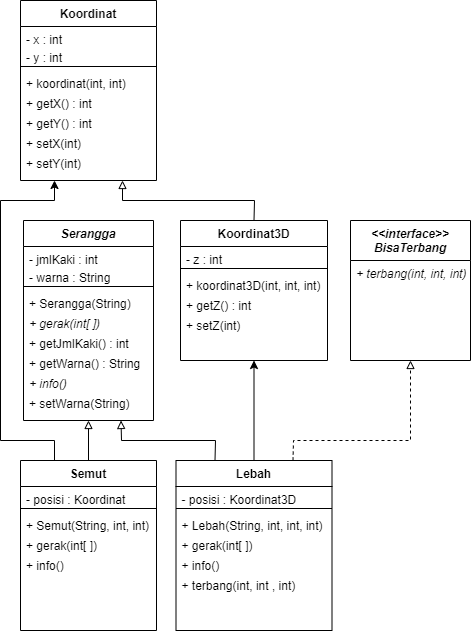 Koordinat
- x : int
- y : int
+ koordinat(int, int)
+ getX() : int
+ getY() : int
+ setX(int)
+ setY(int)
Serangga
- jmlKaki : int
- warna : String
+ Serangga(String)
+ gerak(int[ ])
+ getJmlKaki() : int
+ getWarna() : String
+ info()
+ setWarna(String)
Koordinat3D
- z : int
+ koordinat3D(int, int, int)
+ getZ() : int
+ setZ(int)
<<interface>>
BisaTerbang
+ terbang(int, int, int)
Semut
- posisi : Koordinat
+ Semut(String, int, int)
+ gerak(int[ ])
+ info()
Lebah
- posisi : Koordinat3D
+ Lebah(String, int, int, int)
+ gerak(int[ ])
+ info()
+ terbang(int, int , int)